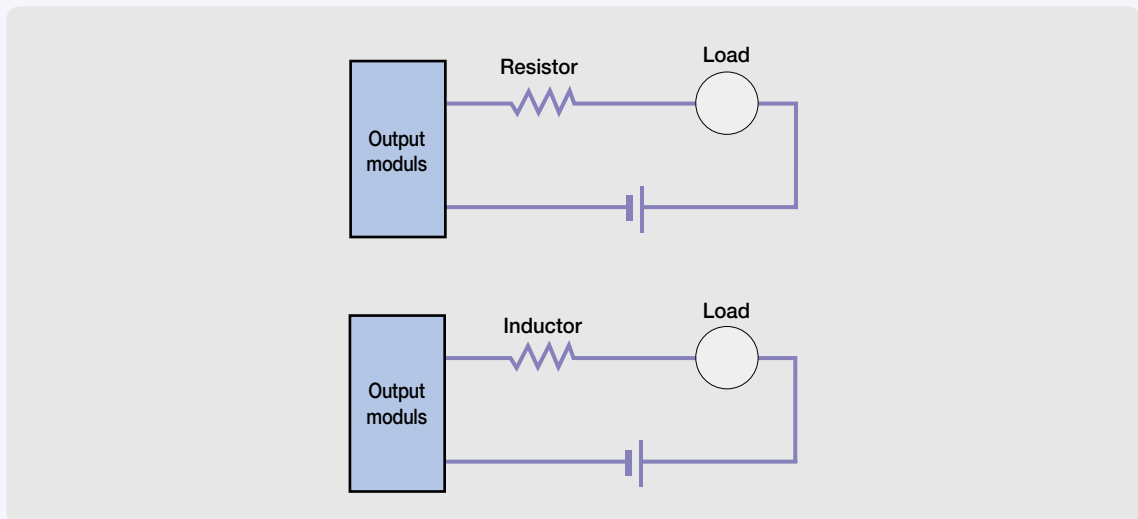 Resistor
Load
Output
moduls
Inductor
Load
Output
moduls